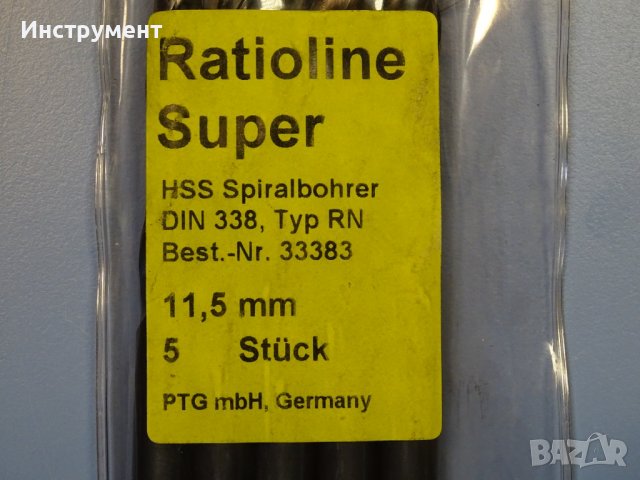 Инструмент
Ratioline
Super
HSS Spiralbohrer
DIN 338, Typ RN
Best.-Nr. 33383
11,5 mm
5 Stück
PTG mbH, Germany
BAZAR